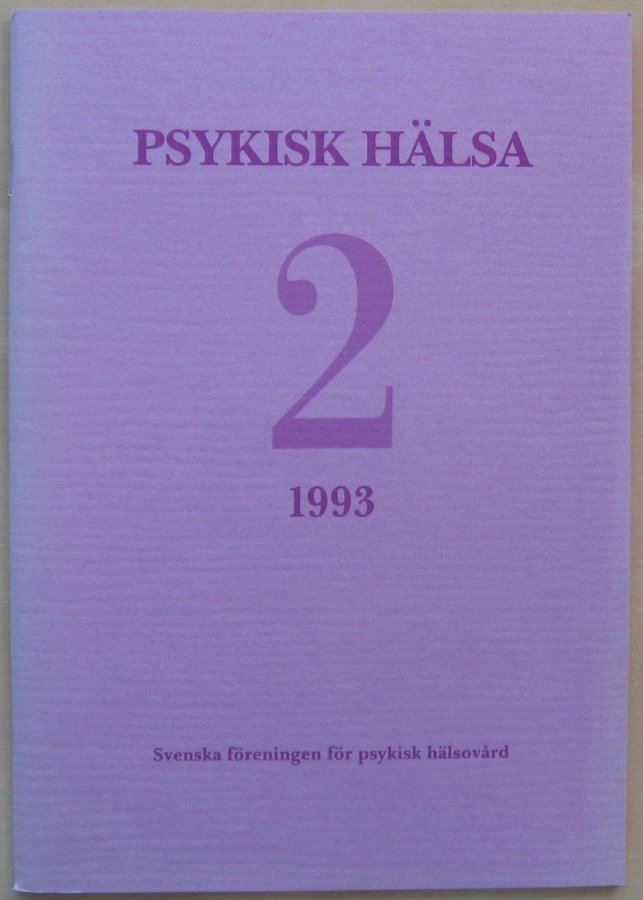 PSYKISK HÄLSA
2
1993
Svenska föreningen för psykisk hälsovård